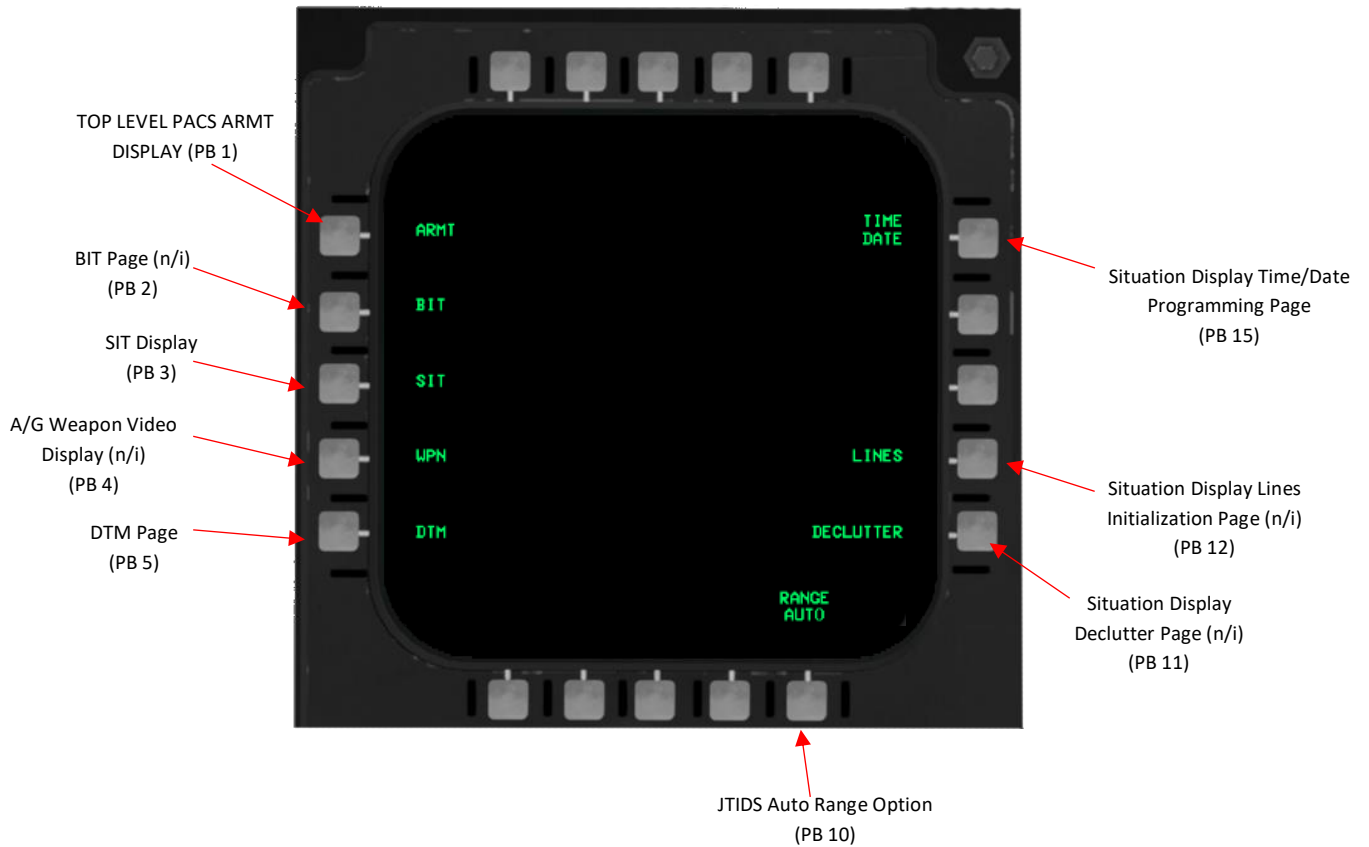 TOP LEVEL PACS ARMT
DISPLAY (PB 1)
BIT Page (n/i)
(PB 2)
SIT Display
(PB 3)
A/G Weapon Video
Display (n/i)
(PB 4)
DTM Page
(PB 5)
ARMT
BIT
SIT
WPN
DTM
TIME
DATE
LINES
DECLUTTER
RANGE
AUTO
Situation Display Time/Date
Programming Page
(PB 15)
Situation Display Lines
Initialization Page (n/i)
(PB 12)
Situation Display
Declutter Page (n/i)
(PB 11)
JTIDS Auto Range Option
(PB 10)